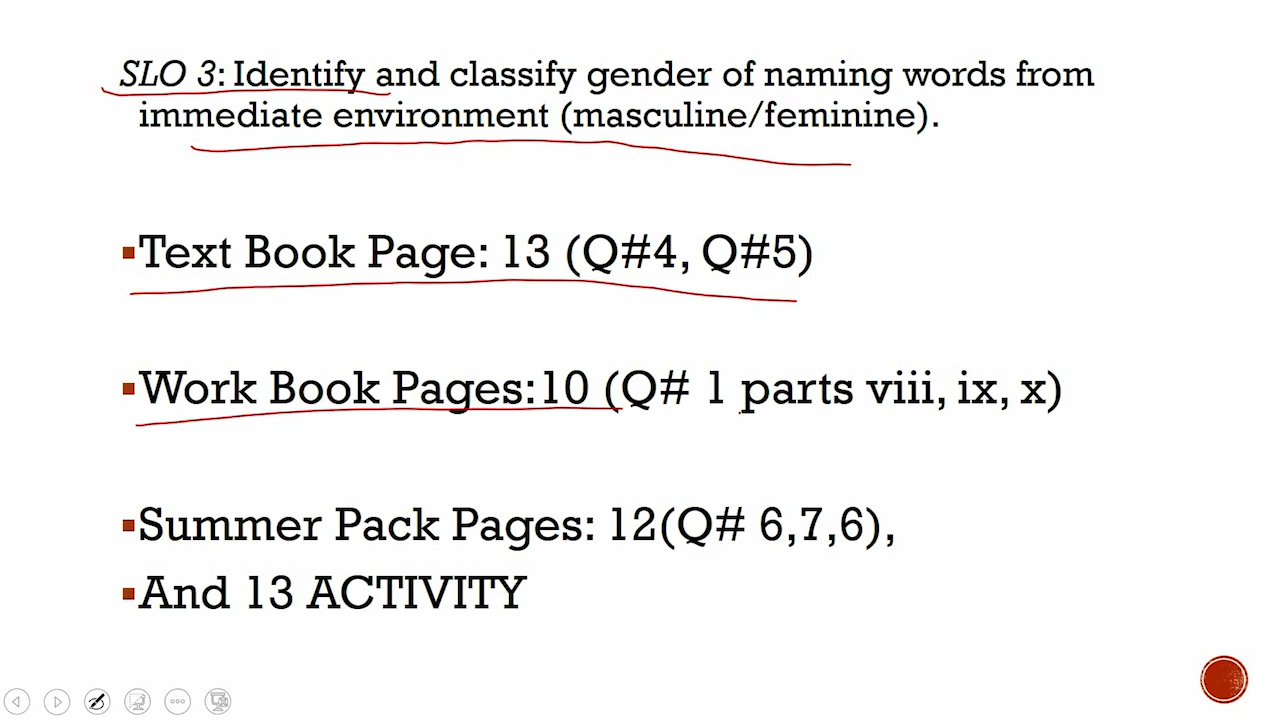 SLO 3: Identify and classify gender of naming words from
immediate environment (masculine/feminine).
Text Book Page: 13 (Q#4, Q#5)
Work Book Pages:10 (Q# 1 parts viii, ix, x)
Summer Pack Pages: 12(Q# 6,7,6),
And 13 ACTIVITY